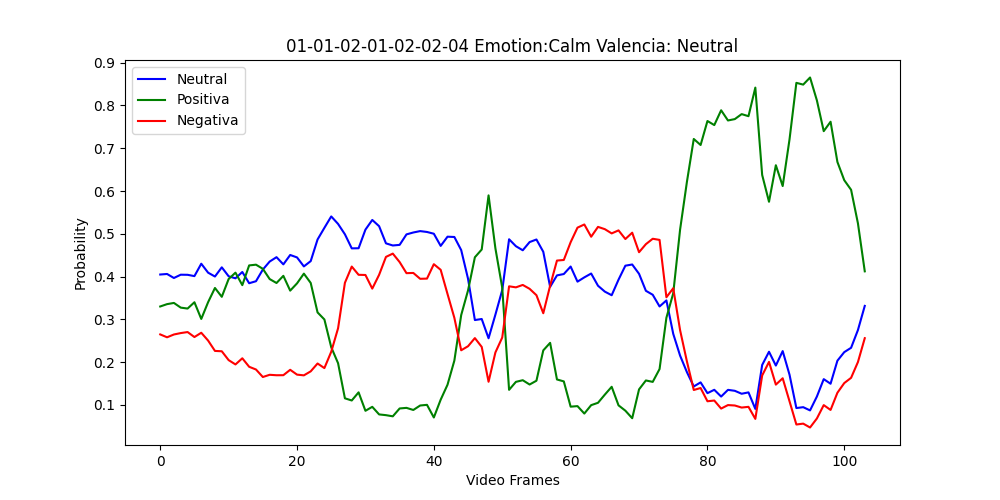 01-01-02-01-02-02-04 Emotion:Calm Valencia: Neutral
Neutral
Positiva
Negativa
Probability
0.9
0.8
0.7
0.6
0.5
0.4
0.3
0.2
0.1
0 20 40 60 80 100
Video Frames